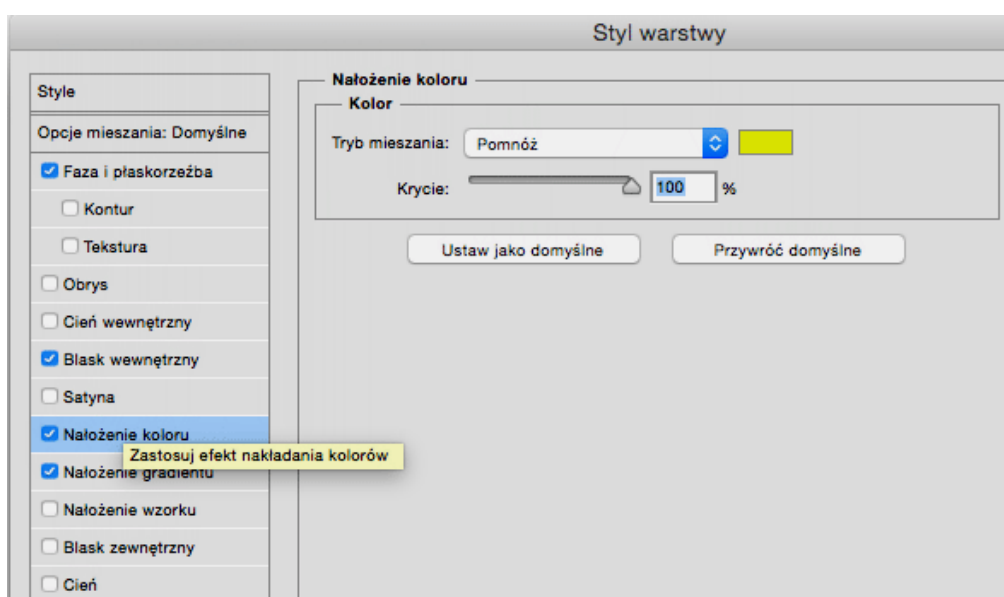 Styl warstwy
Style
Opcje mieszania: Domyślne
Faza i płaskorzeźba
Kontur
Tekstura
Obrys
Cień wewnętrzny
Blask wewnętrzny
Satyna
Nałożenie koloru
Zastosuj efekt nakładania kolorów
Nałożenie gradientu
Nałożenie wzorku
Blask zewnętrzny
Cień
Nałożenie koloru
Kolor
Tryb mieszania: Pomnóż
Krycie: 100 %
Ustaw jako domyślne Przywróć domyślne